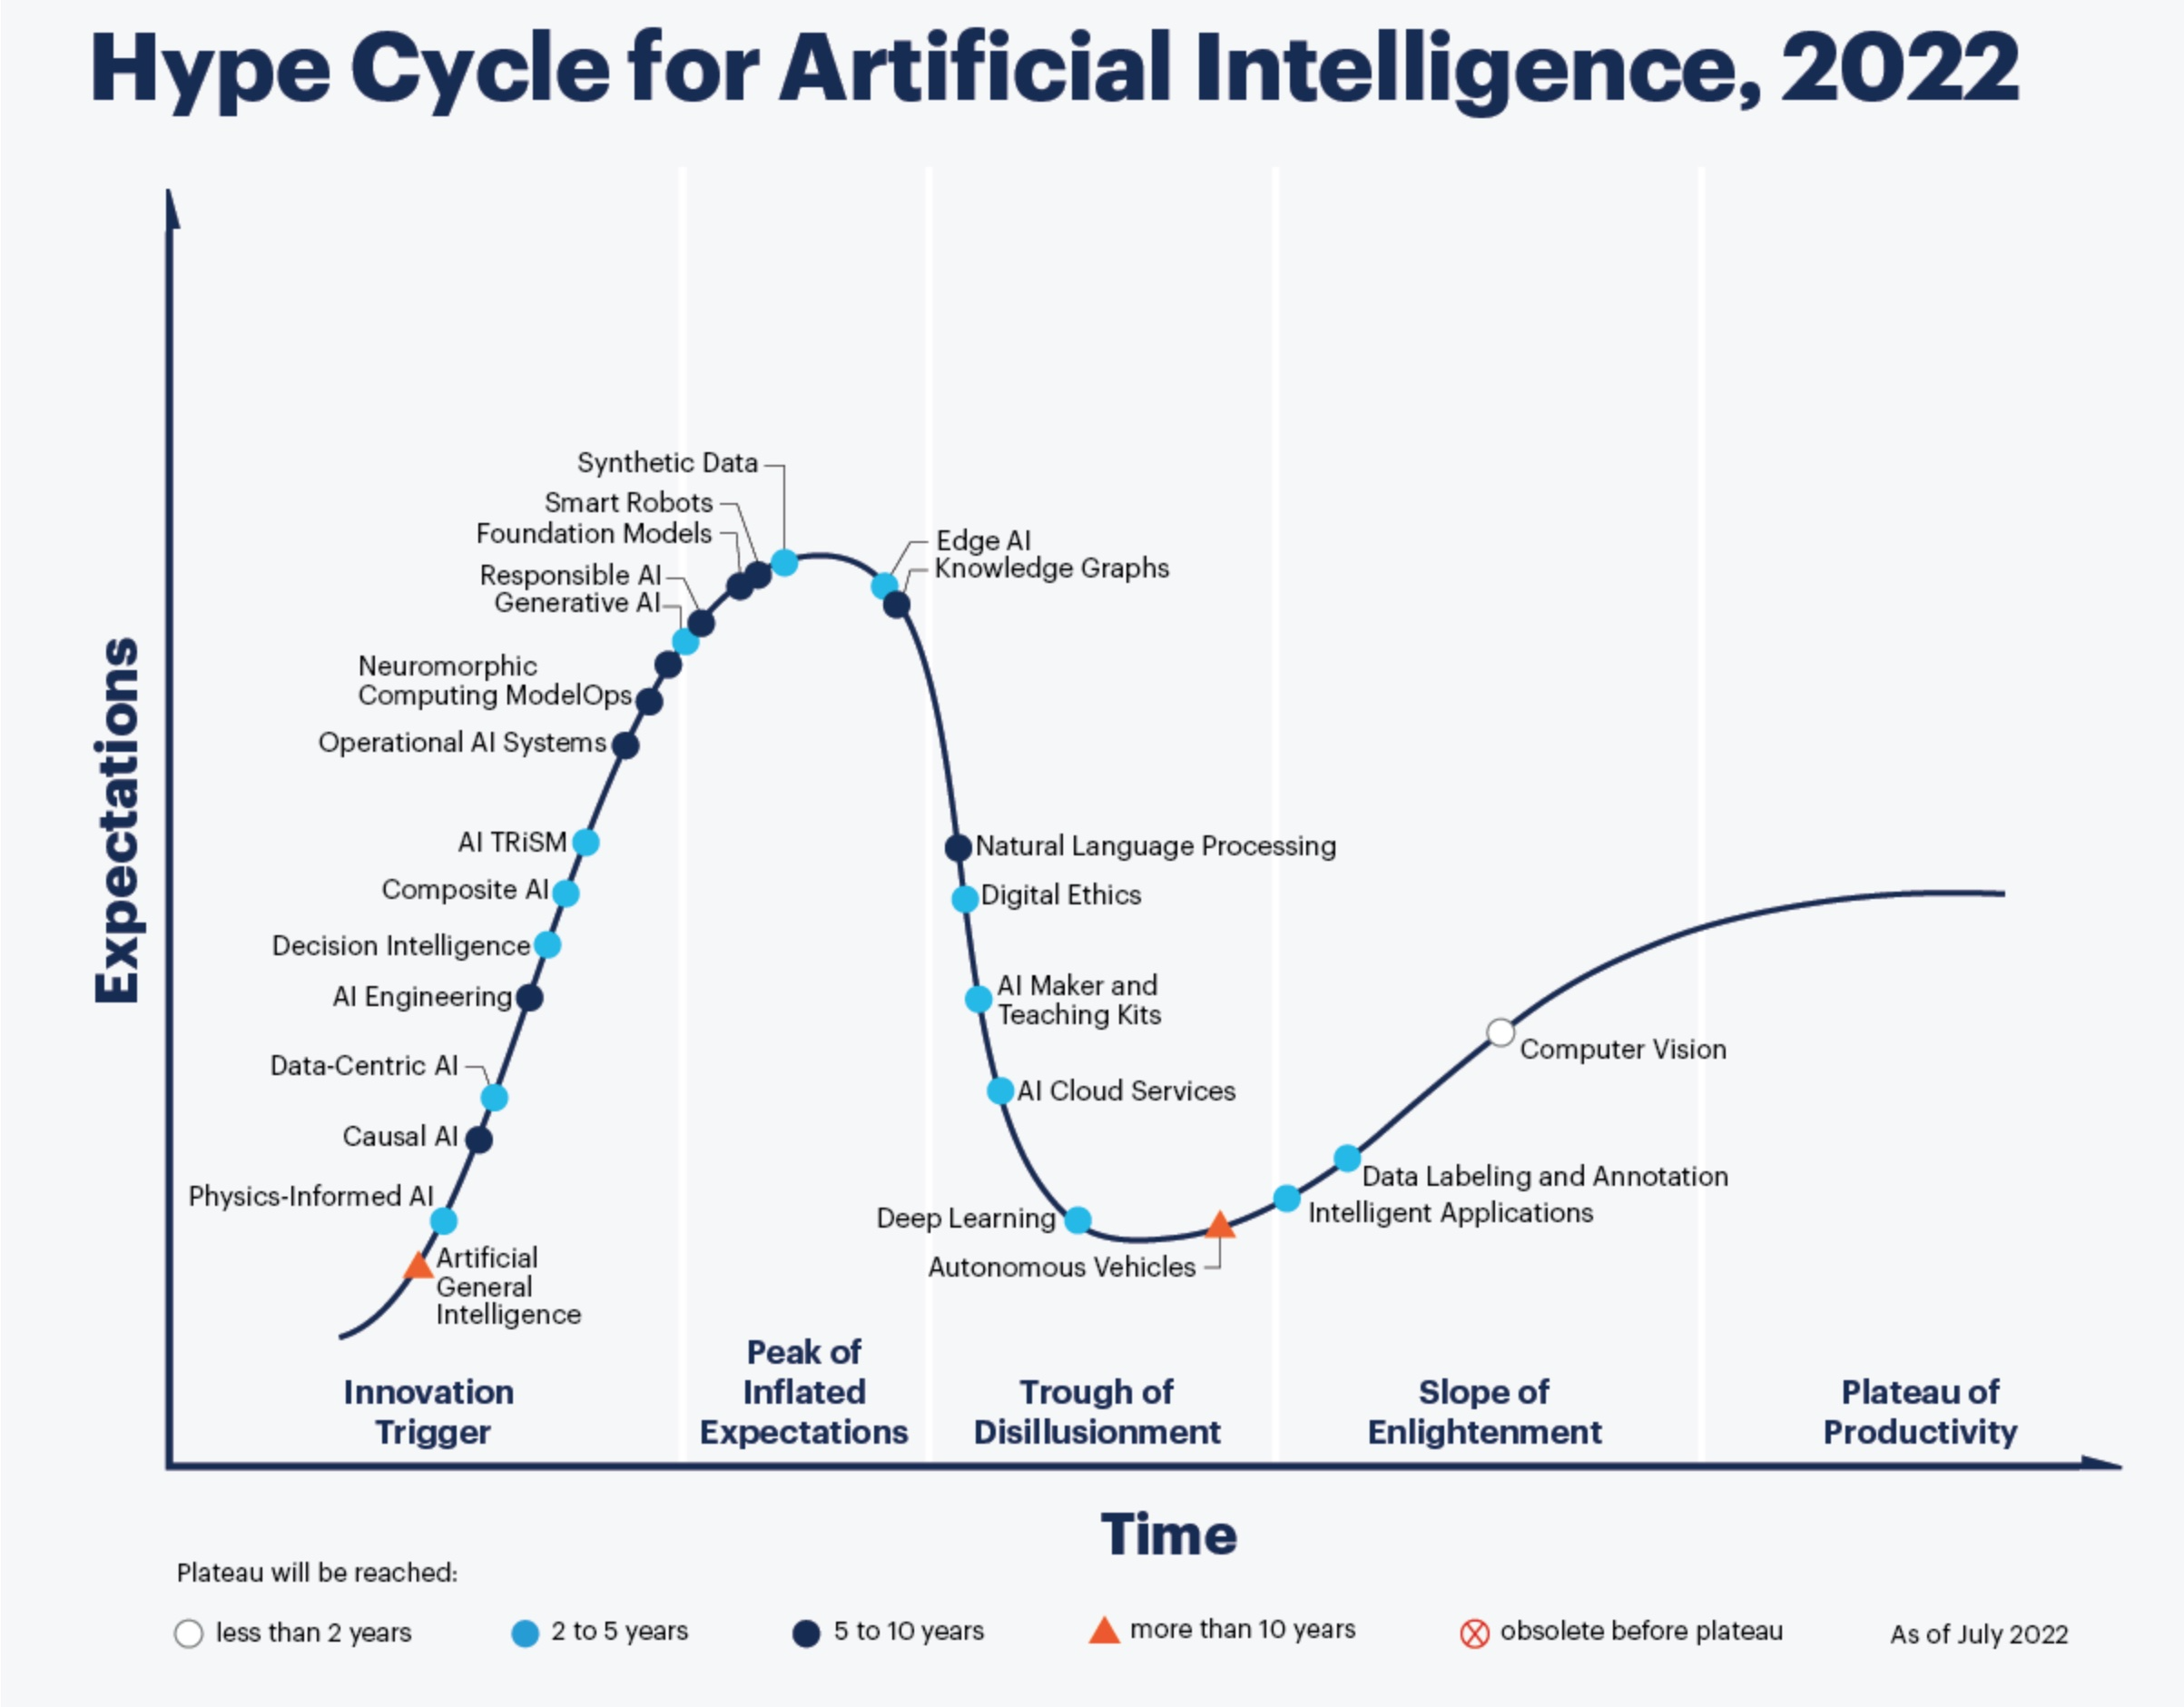 Hype Cycle for Artificial Intelligence, 2022
Expectations
Synthetic Data
Smart Robots
Foundation Models
Responsible AI
Generative AI
Neuromorphic
Computing ModelOps
Operational AI Systems
AI TRiSM
Composite AI
Decision Intelligence
AI Engineering
Data-Centric AI
Causal AI
Physics-Informed AI
Artificial
General
Intelligence
Edge AI
Knowledge Graphs
Natural Language Processing
Digital Ethics
AI Maker and
Teaching Kits
AI Cloud Services
Deep Learning
Autonomous Vehicles
Computer Vision
Data Labeling and Annotation
Intelligent Applications
Innovation
Trigger
Peak of
Inflated
Expectations
Trough of
Disillusionment
Slope of
Enlightenment
Plateau of
Productivity
Time
Plateau will be reached:
less than 2 years
2 to 5 years
5 to 10 years
more than 10 years
obsolete before plateau
As of July 2022